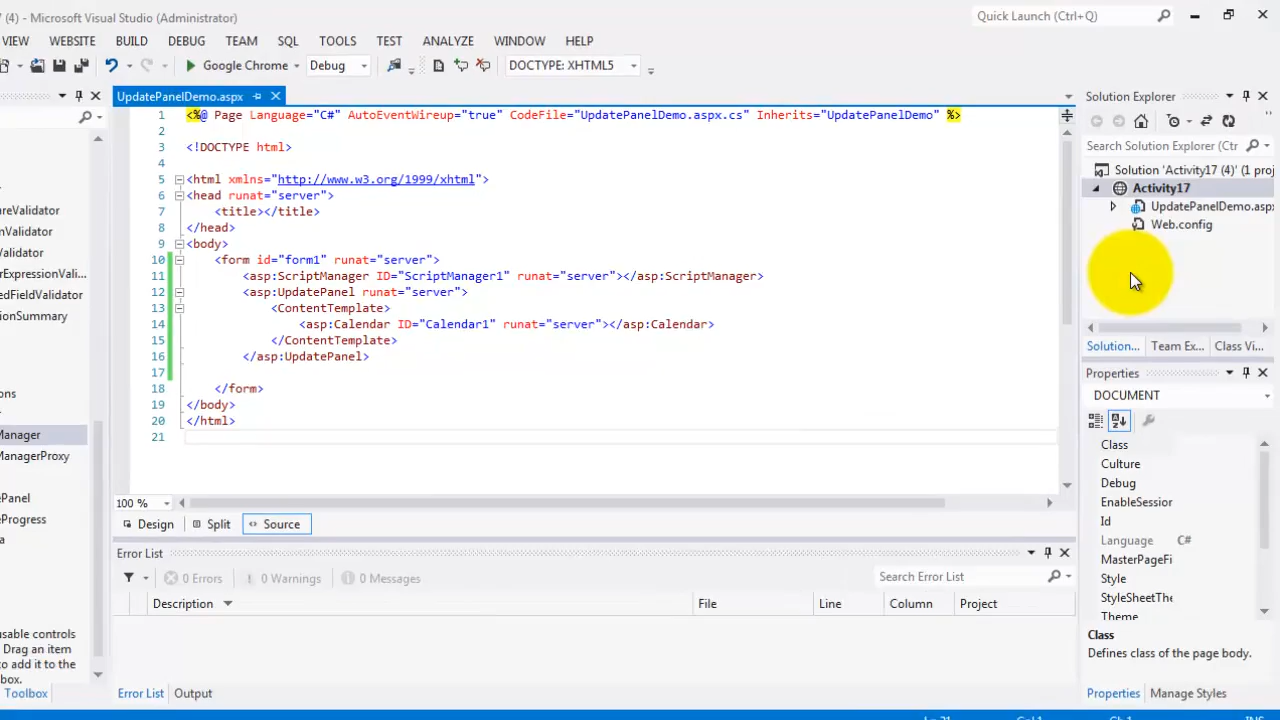 (4) - Microsoft Visual Studio (Administrator)
Quick Launch (Ctrl+Q)
VIEW WEBSITE BUILD DEBUG TEAM SQL TOOLS TEST ANALYZE WINDOW HELP
Google Chrome Debug DOCTYPE: XHTML5
UpdatePanelDemo.aspx
1 <%@ Page Language="C#" AutoEventWireup="true" CodeFile="UpdatePanelDemo.aspx.cs" Inherits="UpdatePanelDemo" %>
2
3 <!DOCTYPE html>
4
5 <html xmlns="http://www.w3.org/1999/xhtml">
6 <head runat="server">
7 <title></title>
8 </head>
9 <body>
10 <form id="form1" runat="server">
11 <asp:ScriptManager ID="ScriptManager1" runat="server"></asp:ScriptManager>
12 <asp:UpdatePanel runat="server">
13 <ContentTemplate>
14 <asp:Calendar ID="Calendar1" runat="server"></asp:Calendar>
15 </ContentTemplate>
16 </asp:UpdatePanel>
17
18 </form>
19 </body>
20 </html>
21
100 %
Design Split Source
Error List
0 Errors 0 Warnings 0 Messages
Search Error List
Description File Line Column Project
Error List Output
ureValidator
nValidator
Validator
rExpressionVali...
edFieldValidator
ionSummary
ons
Manager
ManagerProxy
Panel
Progress
a
usable controls
Drag an item
to add it to the
box.
Toolbox
Solution Explorer
Search Solution Explorer (Ctr
Solution 'Activity17 (4)' (1 proj
Activity17
UpdatePanelDemo.aspx
Web.config
Solution... Team Ex... Class Vi...
Properties
DOCUMENT
Class
Culture
Debug
EnableSession
Id
Language C#
MasterPageFi
Style
StyleSheetThe
Theme
Class
Defines class of the page body.
Properties Manage Styles